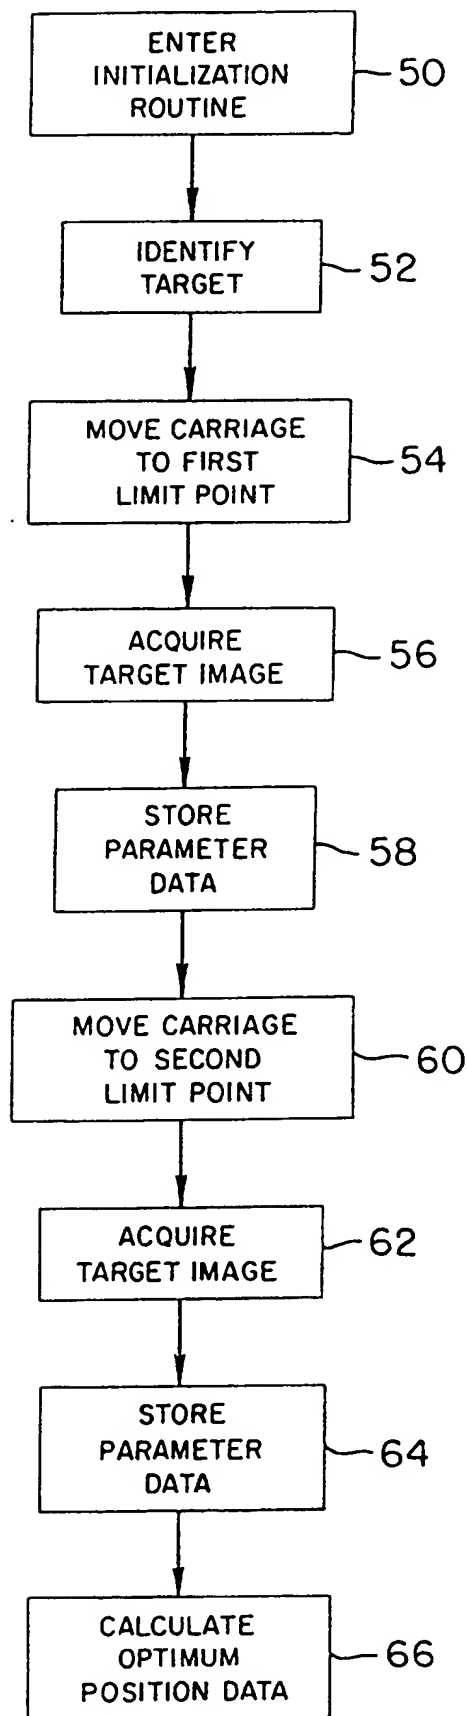 ENTER
INITIALIZATION
ROUTINE
50
IDENTIFY
TARGET
52
MOVE CARRIAGE
TO FIRST
LIMIT POINT
54
ACQUIRE
TARGET IMAGE
56
STORE
PARAMETER
DATA
58
MOVE CARRIAGE
TO SECOND
LIMIT POINT
60
ACQUIRE
TARGET IMAGE
62
STORE
PARAMETER
DATA
64
CALCULATE
OPTIMUM
POSITION DATA
66